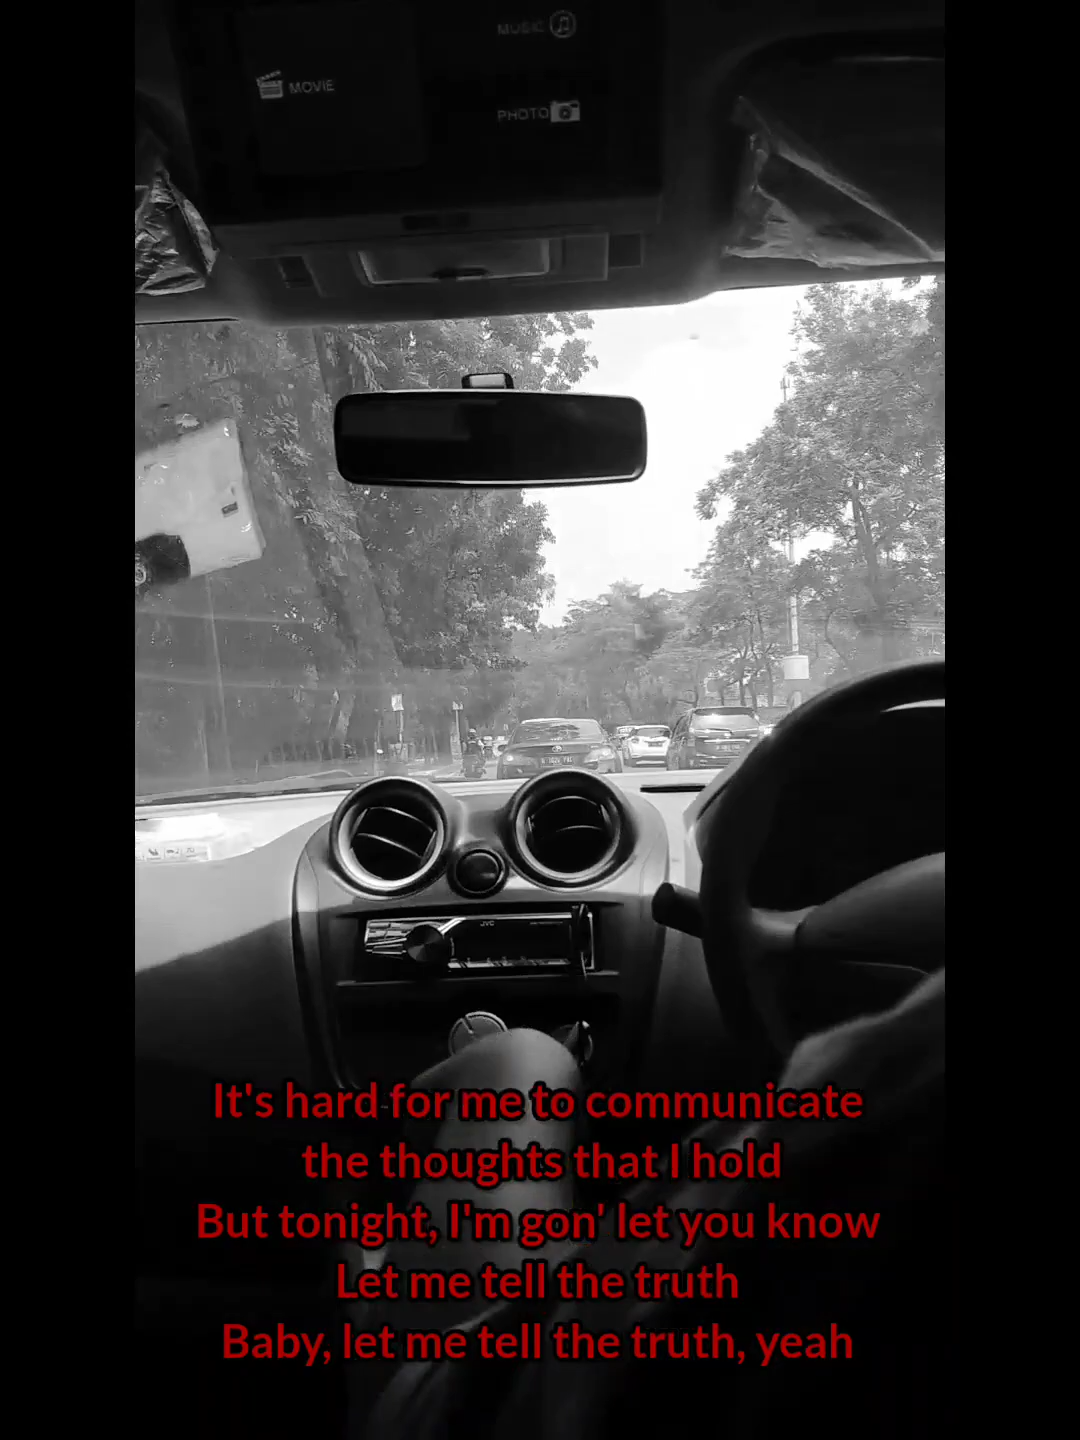 MUSIC
MOVIE
PHOTO
JVC
It's hard for me to communicate
the thoughts that I hold
But tonight, I'm gon' let you know
Let me tell the truth
Baby, let me tell the truth, yeah